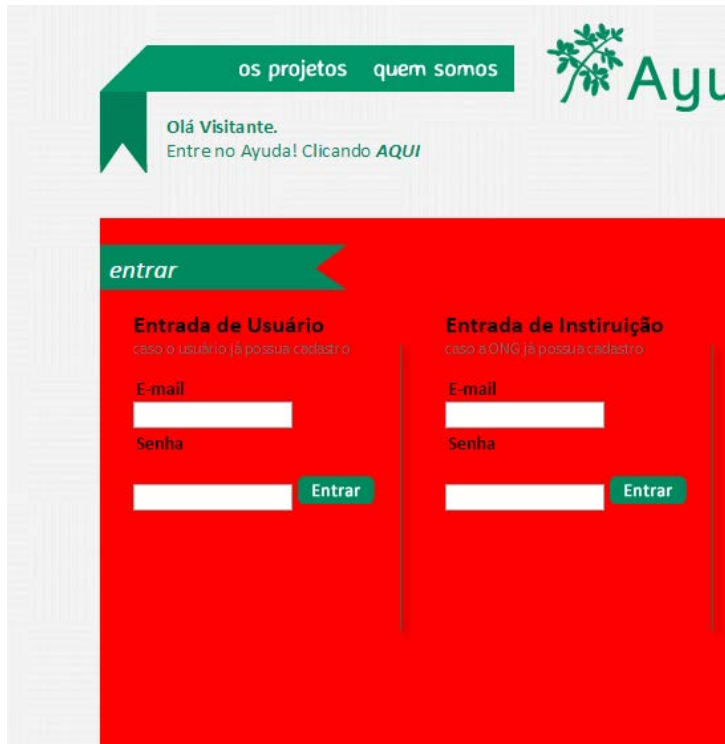 os projetos quem somos
Olá Visitante.
Entre no Ayuda! Clicando AQUI
entrar
Entrada de Usuário
caso o usuário já possua cadastro
E-mail
Senha
Entrar
Entrada de Instiruição
caso a ONG já possua cadastro
E-mail
Senha
Entrar